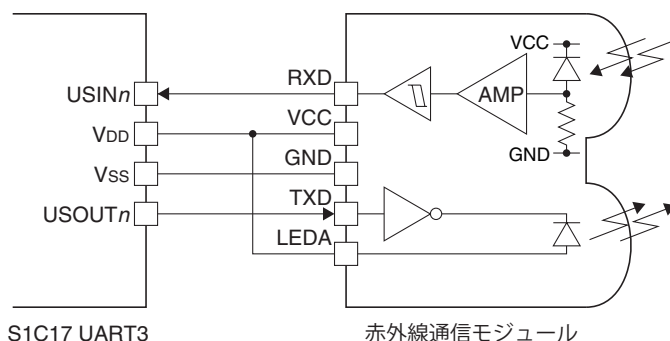 USINn
VDD
VSS
USOUTn
RXD
VCC
GND
TXD
LEDA
AMP
VCC
GND
S1C17 UART3
赤外線通信モジュール